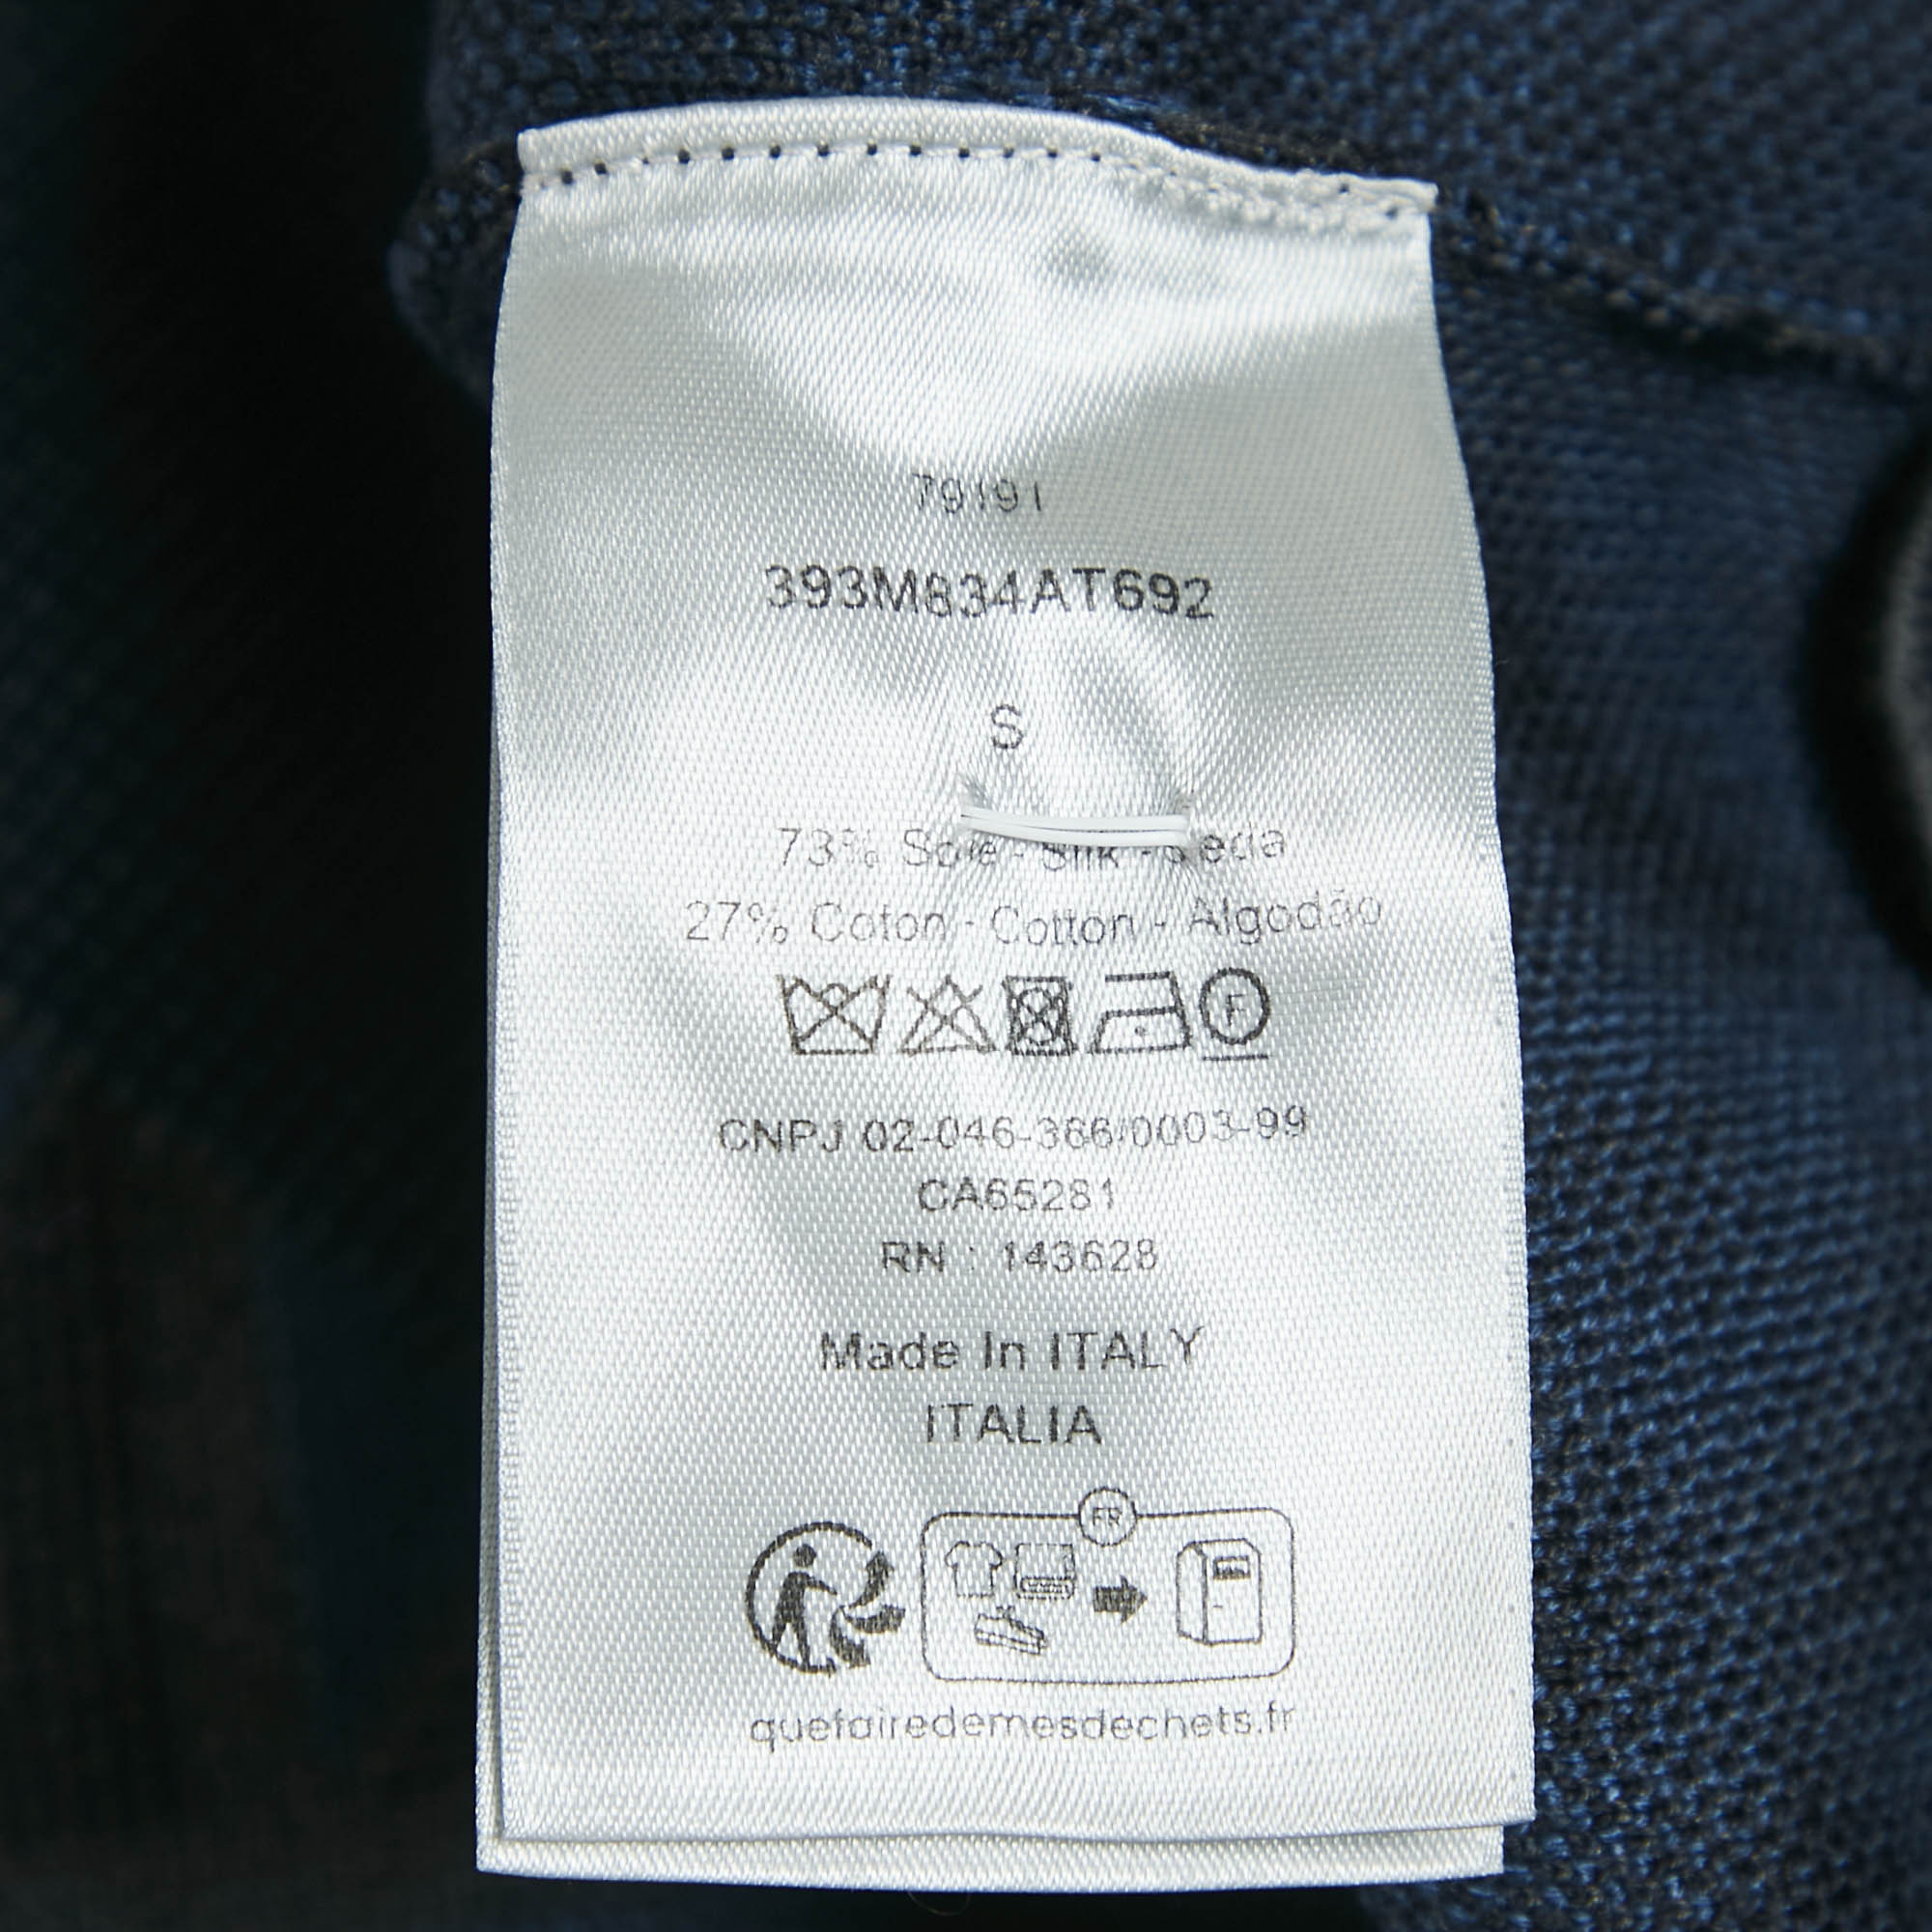 79191
393M834AT692
S
73% Soie - Silk - Seda
27% Coton - Cotton - Algodão
F
CNPJ 02-046-366/0003-99
CA65281
RN : 143628
Made In ITALY
ITALIA
FR
quefairedemesdechets.fr